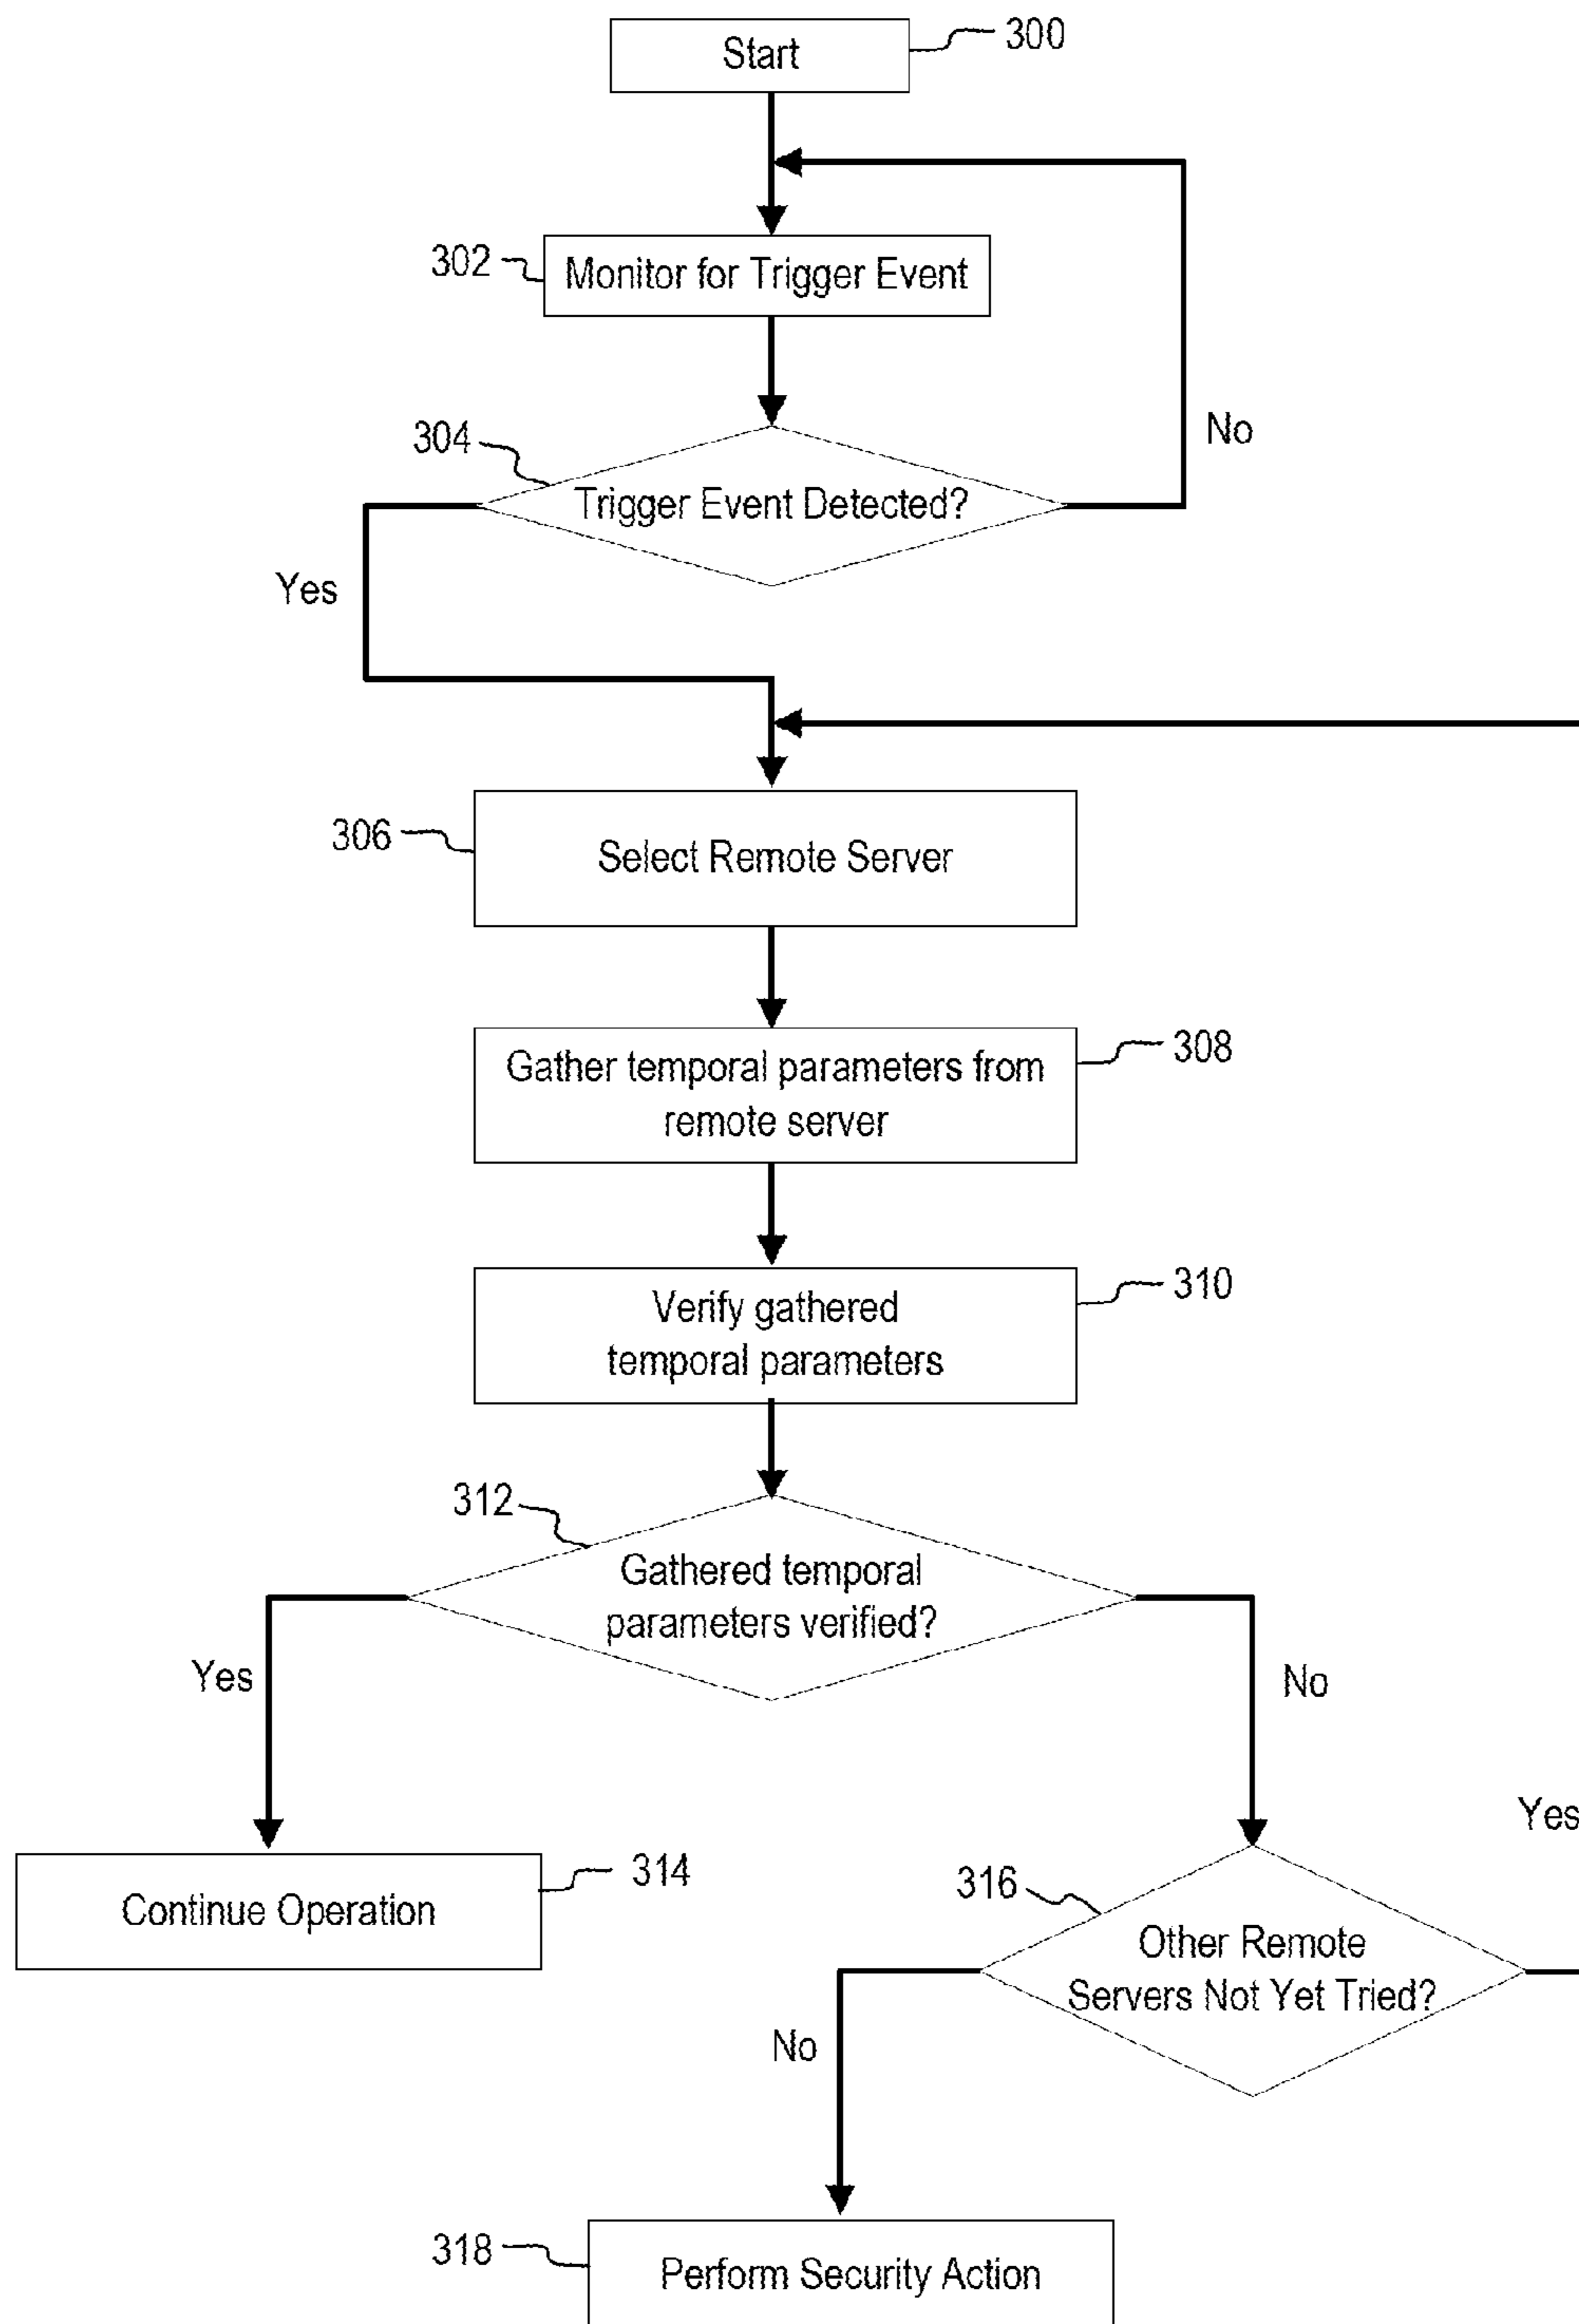 Start
300
302
Monitor for Trigger Event
304
No
Trigger Event Detected?
Yes
306
Select Remote Server
308
Gather temporal parameters from
remote server
310
Verify gathered
temporal parameters
312
Gathered temporal
parameters verified?
Yes
No
Yes
314
Continue Operation
316
Other Remote
Servers Not Yet Tried?
No
318
Perform Security Action